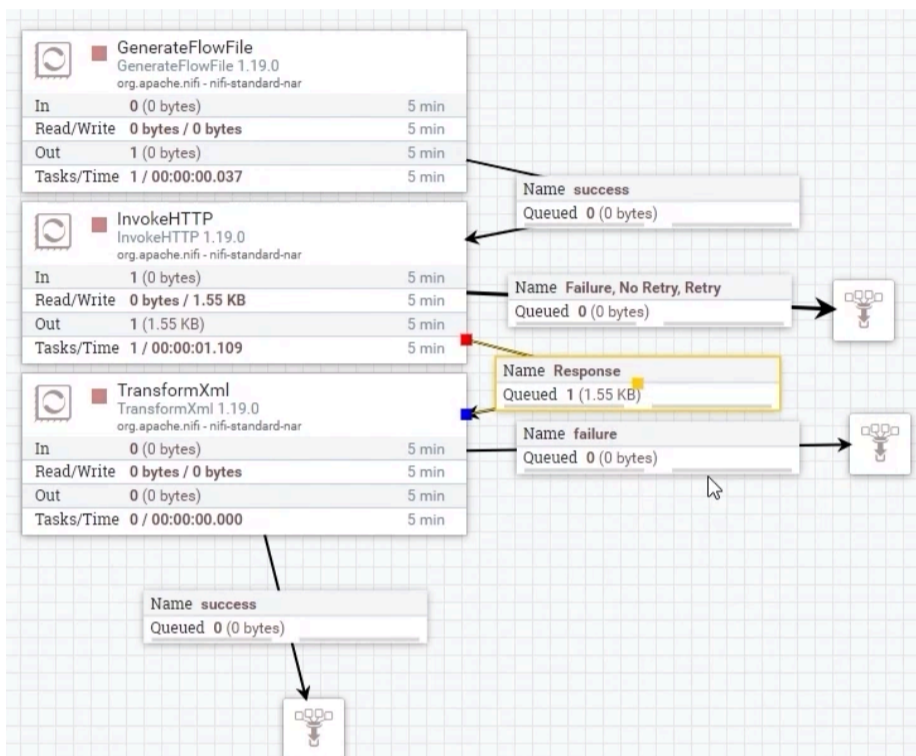 GenerateFlowFile
GenerateFlowFile 1.19.0
org.apache.nifi - nifi-standard-nar
In 0 (0 bytes) 5 min
Read/Write 0 bytes / 0 bytes 5 min
Out 1 (0 bytes) 5 min
Tasks/Time 1 / 00:00:00.037 5 min
Name success
Queued 0 (0 bytes)
InvokeHTTP
InvokeHTTP 1.19.0
org.apache.nifi - nifi-standard-nar
In 1 (0 bytes) 5 min
Read/Write 0 bytes / 1.55 KB 5 min
Out 1 (1.55 KB) 5 min
Tasks/Time 1 / 00:00:01.109 5 min
Name Failure, No Retry, Retry
Queued 0 (0 bytes)
Name Response
Queued 1 (1.55 KB)
TransformXml
TransformXml 1.19.0
org.apache.nifi - nifi-standard-nar
In 0 (0 bytes) 5 min
Read/Write 0 bytes / 0 bytes 5 min
Out 0 (0 bytes) 5 min
Tasks/Time 0 / 00:00:00.000 5 min
Name failure
Queued 0 (0 bytes)
Name success
Queued 0 (0 bytes)